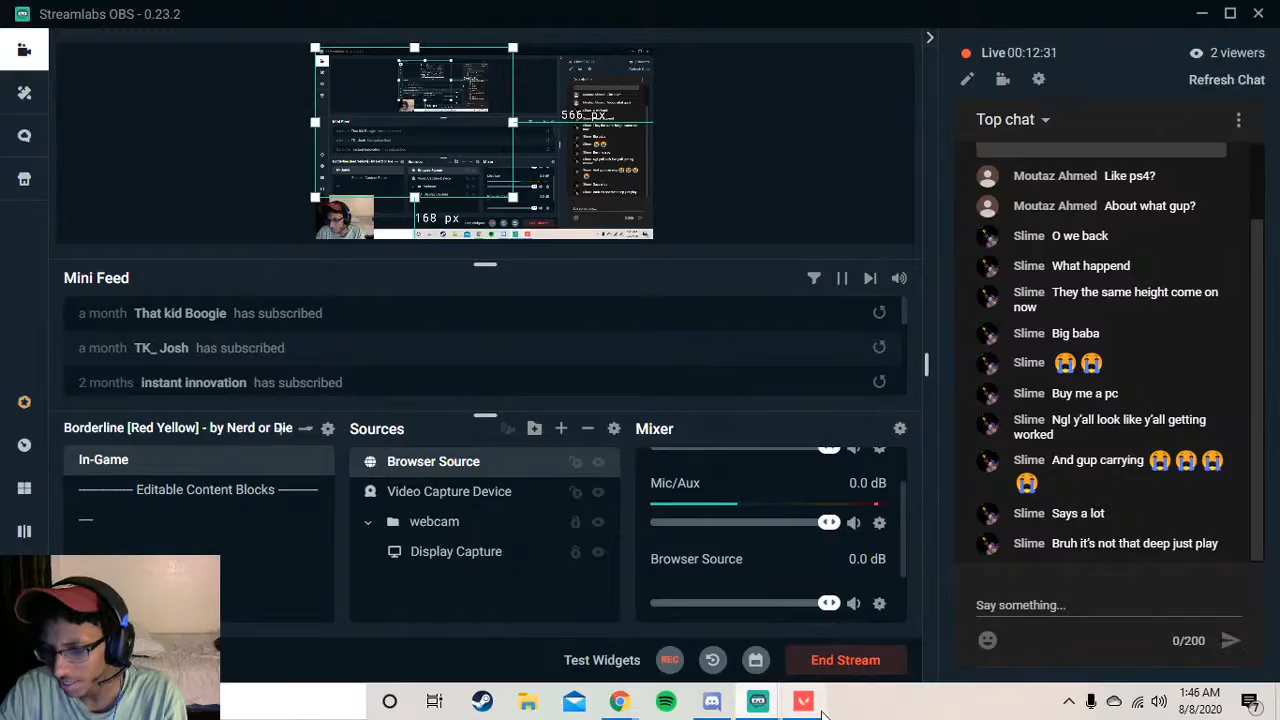 Streamlabs OBS - 0.23.2
Live 00:12:31
2 viewers
Refresh Chat
Top chat
566 px
168 px
Moutaz Ahmed Like ps4?
Moutaz Ahmed About what gup?
Slime O ye back
Slime What happend
Slime They the same height come on
now
Slime Big baba
Slime 😭😭
Slime Buy me a pc
Slime Ngl y'all look like y'all getting
worked
Slime And gup carrying 😭😭😭
😭
Slime Says a lot
Slime Bruh it's not that deep just play
Say something...
0/200
Mini Feed
a month That kid Boogie has subscribed
a month TK_ Josh has subscribed
2 months instant innovation has subscribed
Borderline [Red Yellow] - by Nerd or Die
In-Game
Editable Content Blocks
Sources
Browser Source
Video Capture Device
webcam
Display Capture
Mixer
Mic/Aux 0.0 dB
Browser Source 0.0 dB
Test Widgets
REC
End Stream
1:46 AM
8/8/2020
7